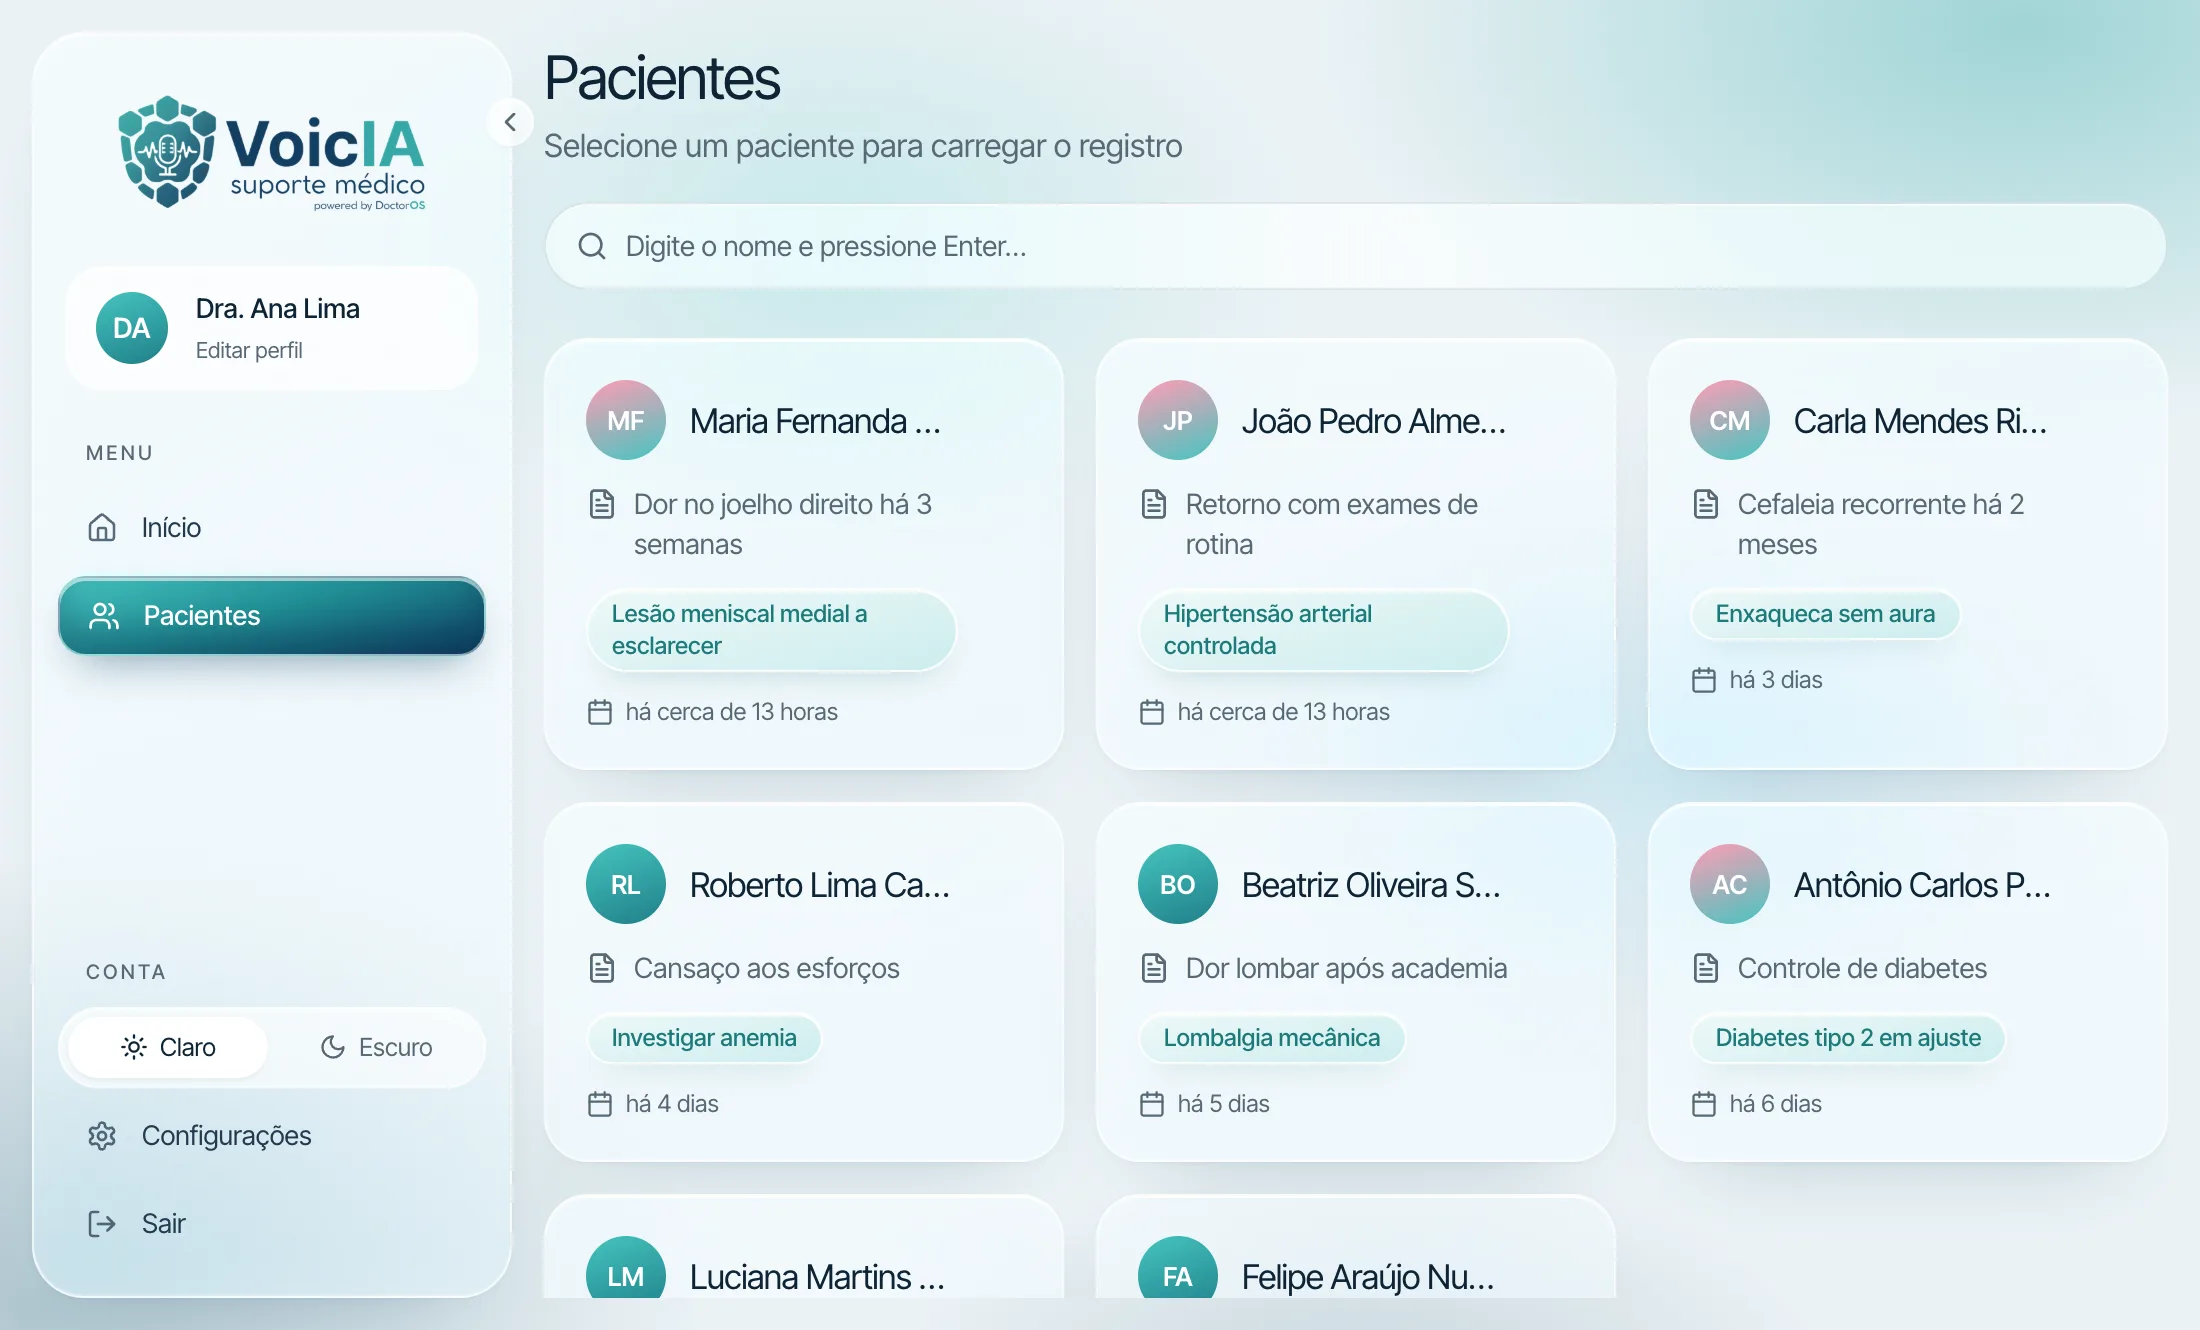 VoicIA
suporte médico
powered by DoctorOS
DA
Dra. Ana Lima
Editar perfil
MENU
Início
Pacientes
CONTA
Claro
Escuro
Configurações
Sair
Pacientes
Selecione um paciente para carregar o registro
Digite o nome e pressione Enter...
MF
Maria Fernanda ...
Dor no joelho direito há 3
semanas
Lesão meniscal medial a
esclarecer
há cerca de 13 horas
JP
João Pedro Alme...
Retorno com exames de
rotina
Hipertensão arterial
controlada
há cerca de 13 horas
CM
Carla Mendes Ri...
Cefaleia recorrente há 2
meses
Enxaqueca sem aura
há 3 dias
RL
Roberto Lima Ca...
Cansaço aos esforços
Investigar anemia
há 4 dias
BO
Beatriz Oliveira S...
Dor lombar após academia
Lombalgia mecânica
há 5 dias
AC
Antônio Carlos P...
Controle de diabetes
Diabetes tipo 2 em ajuste
há 6 dias
LM
Luciana Martins ...
FA
Felipe Araújo Nu...